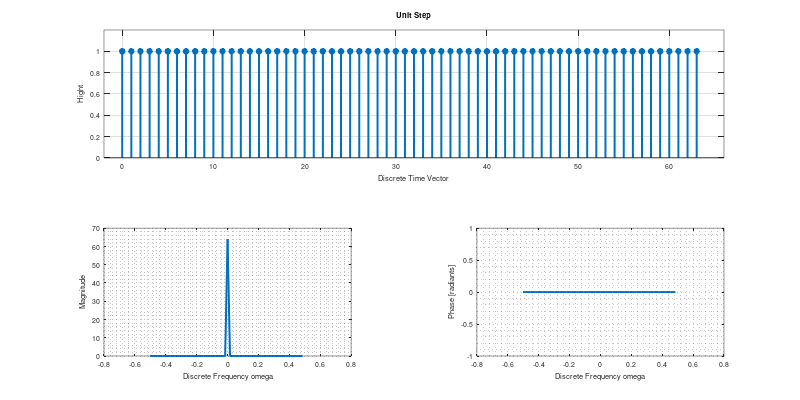 Unit Step
Hight
1
0.8
0.6
0.4
0.2
0
0 10 20 30 40 50 60
Discrete Time Vector
Magnitude
70
60
50
40
30
20
10
0
-0.8 -0.6 -0.4 -0.2 0 0.2 0.4 0.6 0.8
Discrete Frequency omega
Phase [radiants]
1
0.5
0
-0.5
-1
-0.8 -0.6 -0.4 -0.2 0 0.2 0.4 0.6 0.8
Discrete Frequency omega